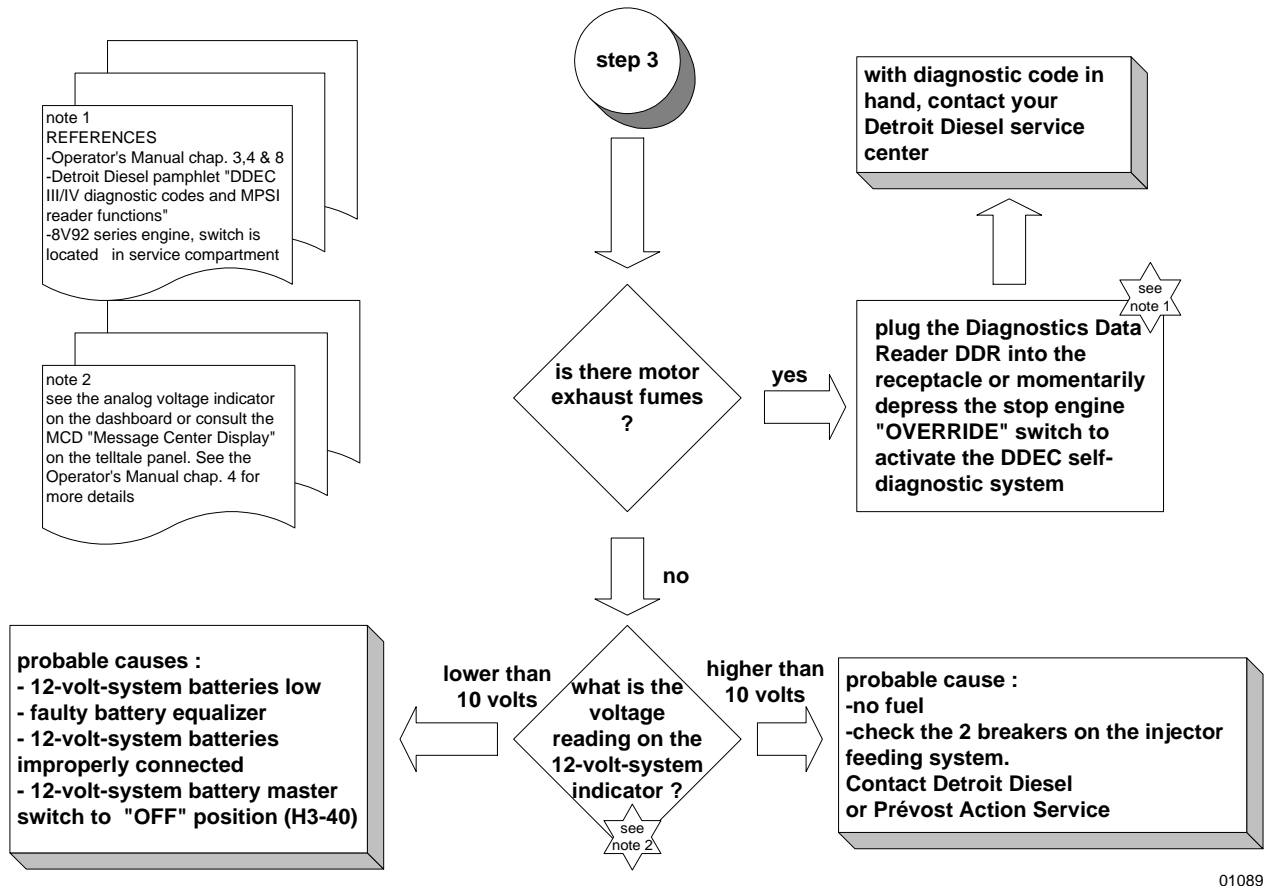 step 3
note 1
REFERENCES
-Operator's Manual chap. 3,4 & 8
-Detroit Diesel pamphlet "DDEC
III/IV diagnostic codes and MPSI
reader functions"
-8V92 series engine, switch is
located in service compartment
with diagnostic code in
hand, contact your
Detroit Diesel service
center
note 2
see the analog voltage indicator
on the dashboard or consult the
MCD "Message Center Display"
on the telltale panel. See the
Operator's Manual chap. 4 for
more details
is there motor
exhaust fumes
?
yes
see
note 1
plug the Diagnostics Data
Reader DDR into the
receptacle or momentarily
depress the stop engine
"OVERRIDE" switch to
activate the DDEC self-
diagnostic system
no
probable causes :
- 12-volt-system batteries low
- faulty battery equalizer
- 12-volt-system batteries
improperly connected
- 12-volt-system battery master
switch to "OFF" position (H3-40)
lower than
10 volts
what is the
voltage
reading on the
12-volt-system
indicator ?
see
note 2
higher than
10 volts
probable cause :
-no fuel
-check the 2 breakers on the injector
feeding system.
Contact Detroit Diesel
or Prévost Action Service
01089